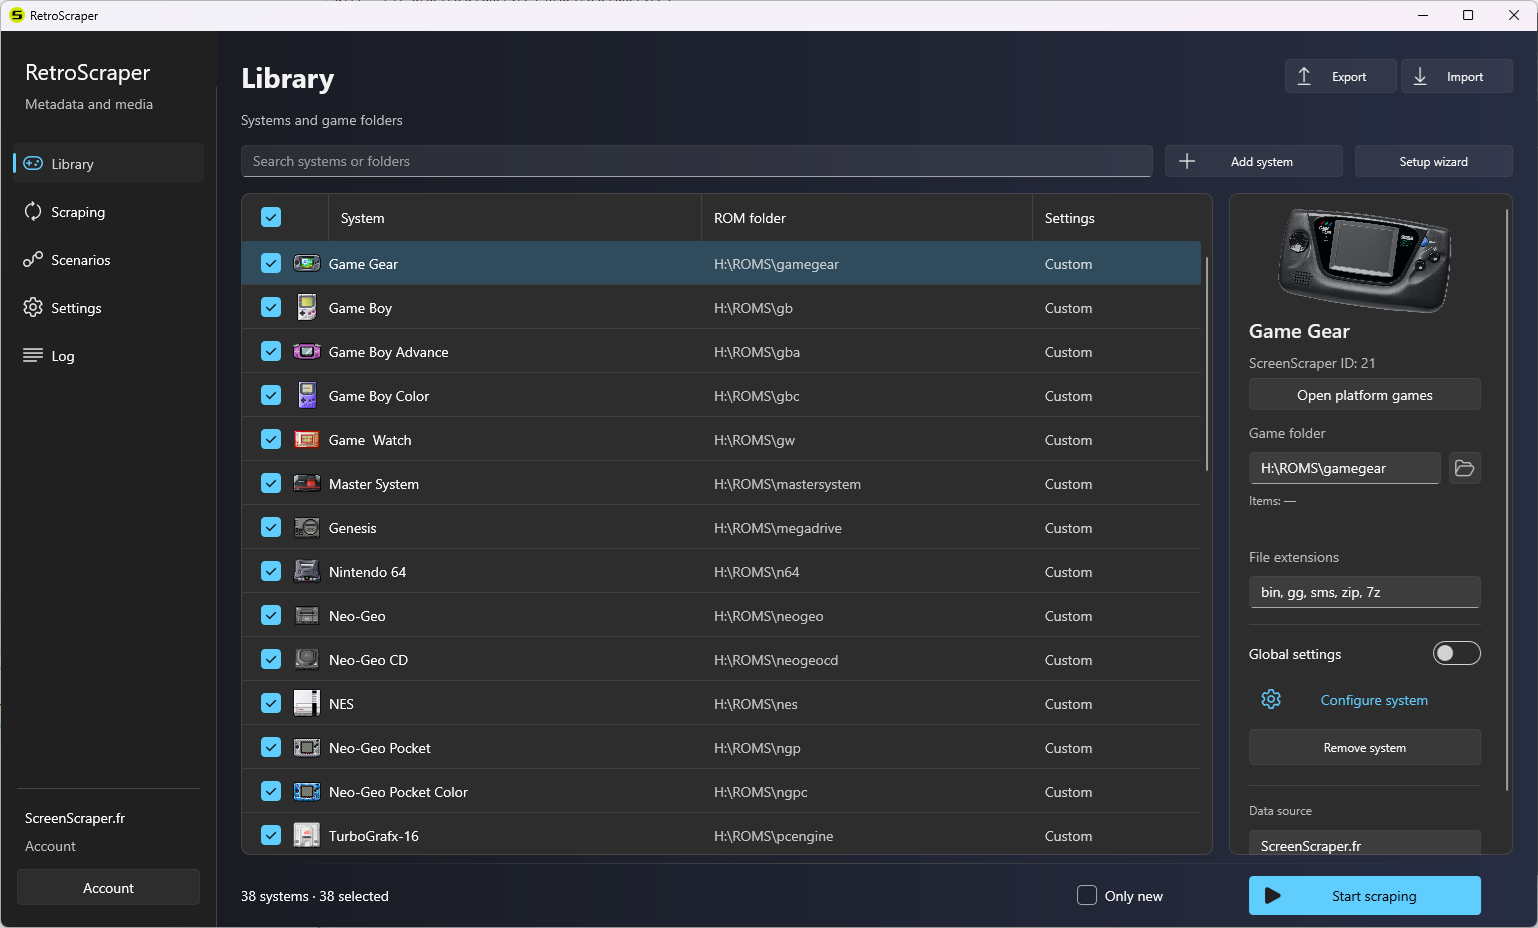 RetroScraper
RetroScraper
Metadata and media
Library
Scraping
Scenarios
Settings
Log
ScreenScraper.fr
Account
Account
Library
Export
Import
Systems and game folders
Search systems or folders
Add system
Setup wizard
System ROM folder Settings
Game Gear H:\ROMS\gamegear Custom
Game Boy H:\ROMS\gb Custom
Game Boy Advance H:\ROMS\gba Custom
Game Boy Color H:\ROMS\gbc Custom
Game  Watch H:\ROMS\gw Custom
Master System H:\ROMS\mastersystem Custom
Genesis H:\ROMS\megadrive Custom
Nintendo 64 H:\ROMS\n64 Custom
Neo-Geo H:\ROMS\neogeo Custom
Neo-Geo CD H:\ROMS\neogeocd Custom
NES H:\ROMS\nes Custom
Neo-Geo Pocket H:\ROMS\ngp Custom
Neo-Geo Pocket Color H:\ROMS\ngpc Custom
TurboGrafx-16 H:\ROMS\pcengine Custom
38 systems · 38 selected
Only new
Game Gear
ScreenScraper ID: 21
Open platform games
Game folder
H:\ROMS\gamegear
Items: —
File extensions
bin, gg, sms, zip, 7z
Global settings
Configure system
Remove system
Data source
ScreenScraper.fr
Start scraping